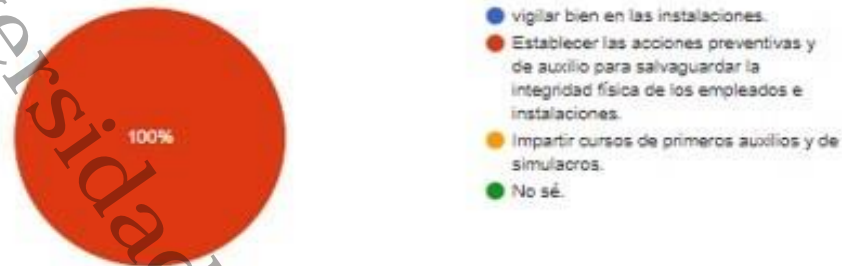 100%
vigilar bien en las instalaciones.
Establecer las acciones preventivas y
de auxilio para salvaguardar la
integridad física de los empleados e
instalaciones.
Impartir cursos de primeros auxilios y de
simulacros.
No sé.